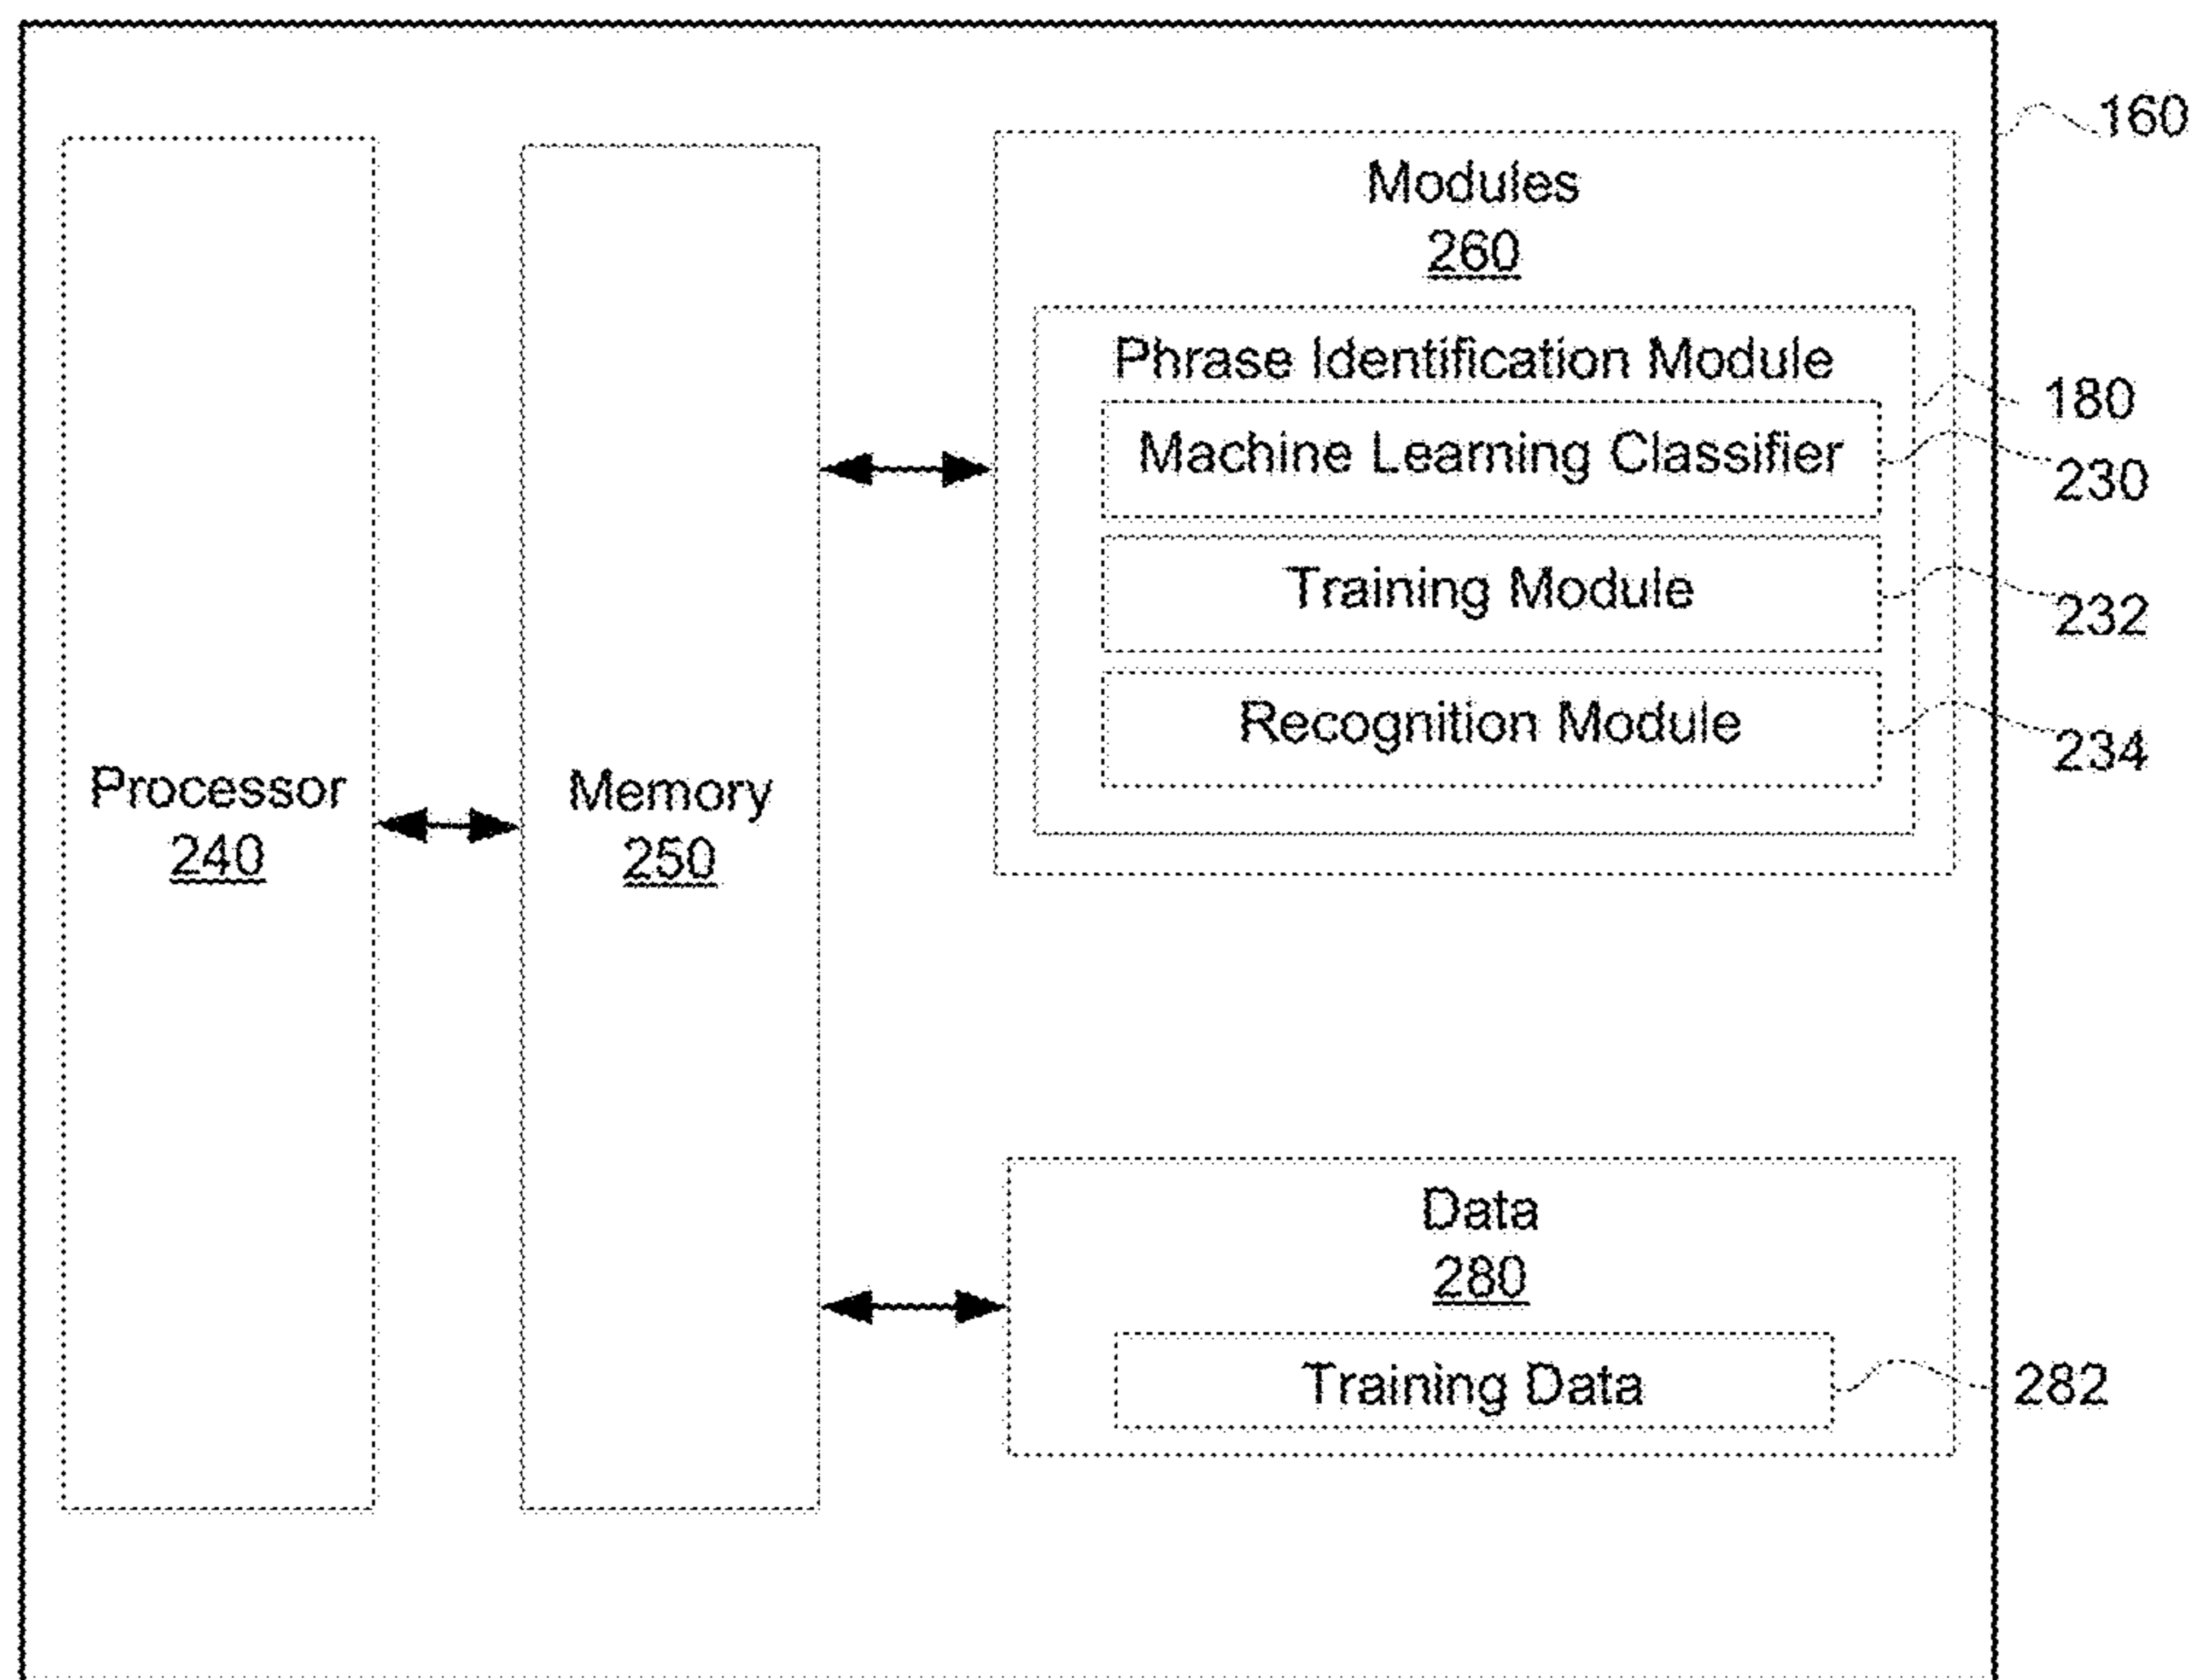 160
Modules
260
Phrase Identification Module
180
Machine Learning Classifier
230
Training Module
232
Recognition Module
234
Processor
240
Memory
250
Data
280
Training Data
282